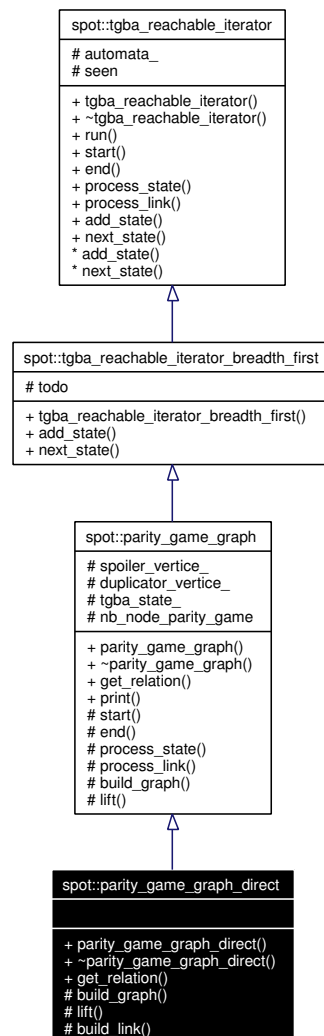 spot::tgba_reachable_iterator
# automata_
# seen
+ tgba_reachable_iterator()
+ ~tgba_reachable_iterator()
+ run()
+ start()
+ end()
+ process_state()
+ process_link()
+ add_state()
+ next_state()
* add_state()
* next_state()
spot::tgba_reachable_iterator_breadth_first
# todo
+ tgba_reachable_iterator_breadth_first()
+ add_state()
+ next_state()
spot::parity_game_graph
# spoiler_vertice_
# duplicator_vertice_
# tgba_state_
# nb_node_parity_game
+ parity_game_graph()
+ ~parity_game_graph()
+ get_relation()
+ print()
# start()
# end()
# process_state()
# process_link()
# build_graph()
# lift()
spot::parity_game_graph_direct
+ parity_game_graph_direct()
+ ~parity_game_graph_direct()
+ get_relation()
# build_graph()
# lift()
# build_link()